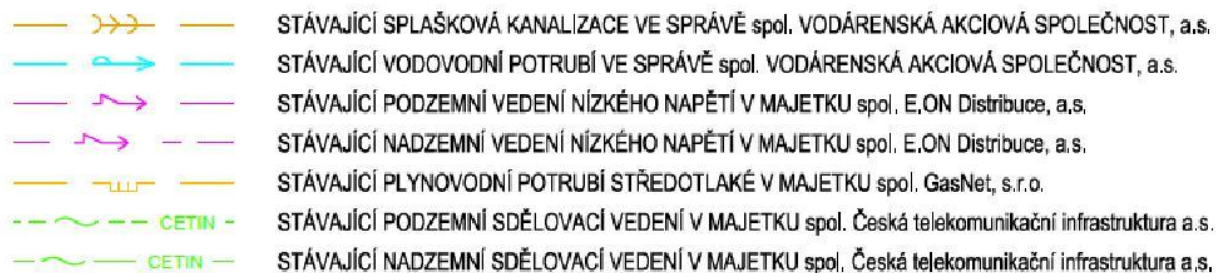 STÁVAJÍCÍ SPLAŠKOVÁ KANALIZACE VE SPRÁVĚ spol. VODÁRENSKÁ AKCIOVÁ SPOLEČNOST, a.s.
STÁVAJÍCÍ VODOVODNÍ POTRUBÍ VE SPRÁVĚ spol. VODÁRENSKÁ AKCIOVÁ SPOLEČNOST, a.s.
STÁVAJÍCÍ PODZEMNÍ VEDENÍ NÍZKÉHO NAPĚTÍ V MAJETKU spol. E.ON Distribuce, a.s.
STÁVAJÍCÍ NADZEMNÍ VEDENÍ NÍZKÉHO NAPĚTÍ V MAJETKU spol. E.ON Distribuce, a.s.
STÁVAJÍCÍ PLYNOVODNÍ POTRUBÍ STŘEDOTLAKÉ V MAJETKU spol. GasNet, s.r.o.
CETIN STÁVAJÍCÍ PODZEMNÍ SDĚLOVACÍ VEDENÍ V MAJETKU spol. Česká telekomunikační infrastruktura a.s.
CETIN STÁVAJÍCÍ NADZEMNÍ SDĚLOVACÍ VEDENÍ V MAJETKU spol. Česká telekomunikační infrastruktura a.s.